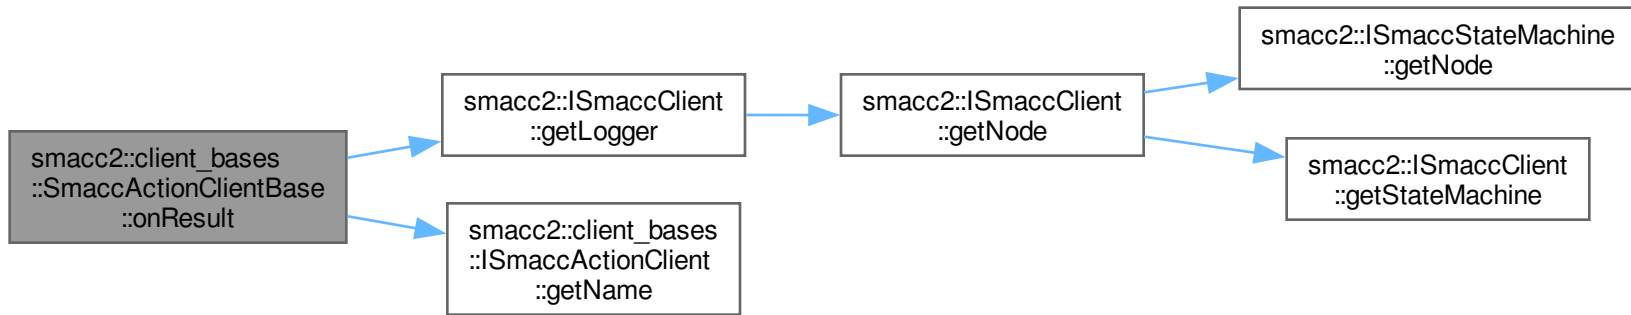 smacc2::client_bases
::SmaccActionClientBase
::onResult
smacc2::ISmaccClient
::getLogger
smacc2::client_bases
::ISmaccActionClient
::getName
smacc2::ISmaccClient
::getNode
smacc2::ISmaccStateMachine
::getNode
smacc2::ISmaccClient
::getStateMachine